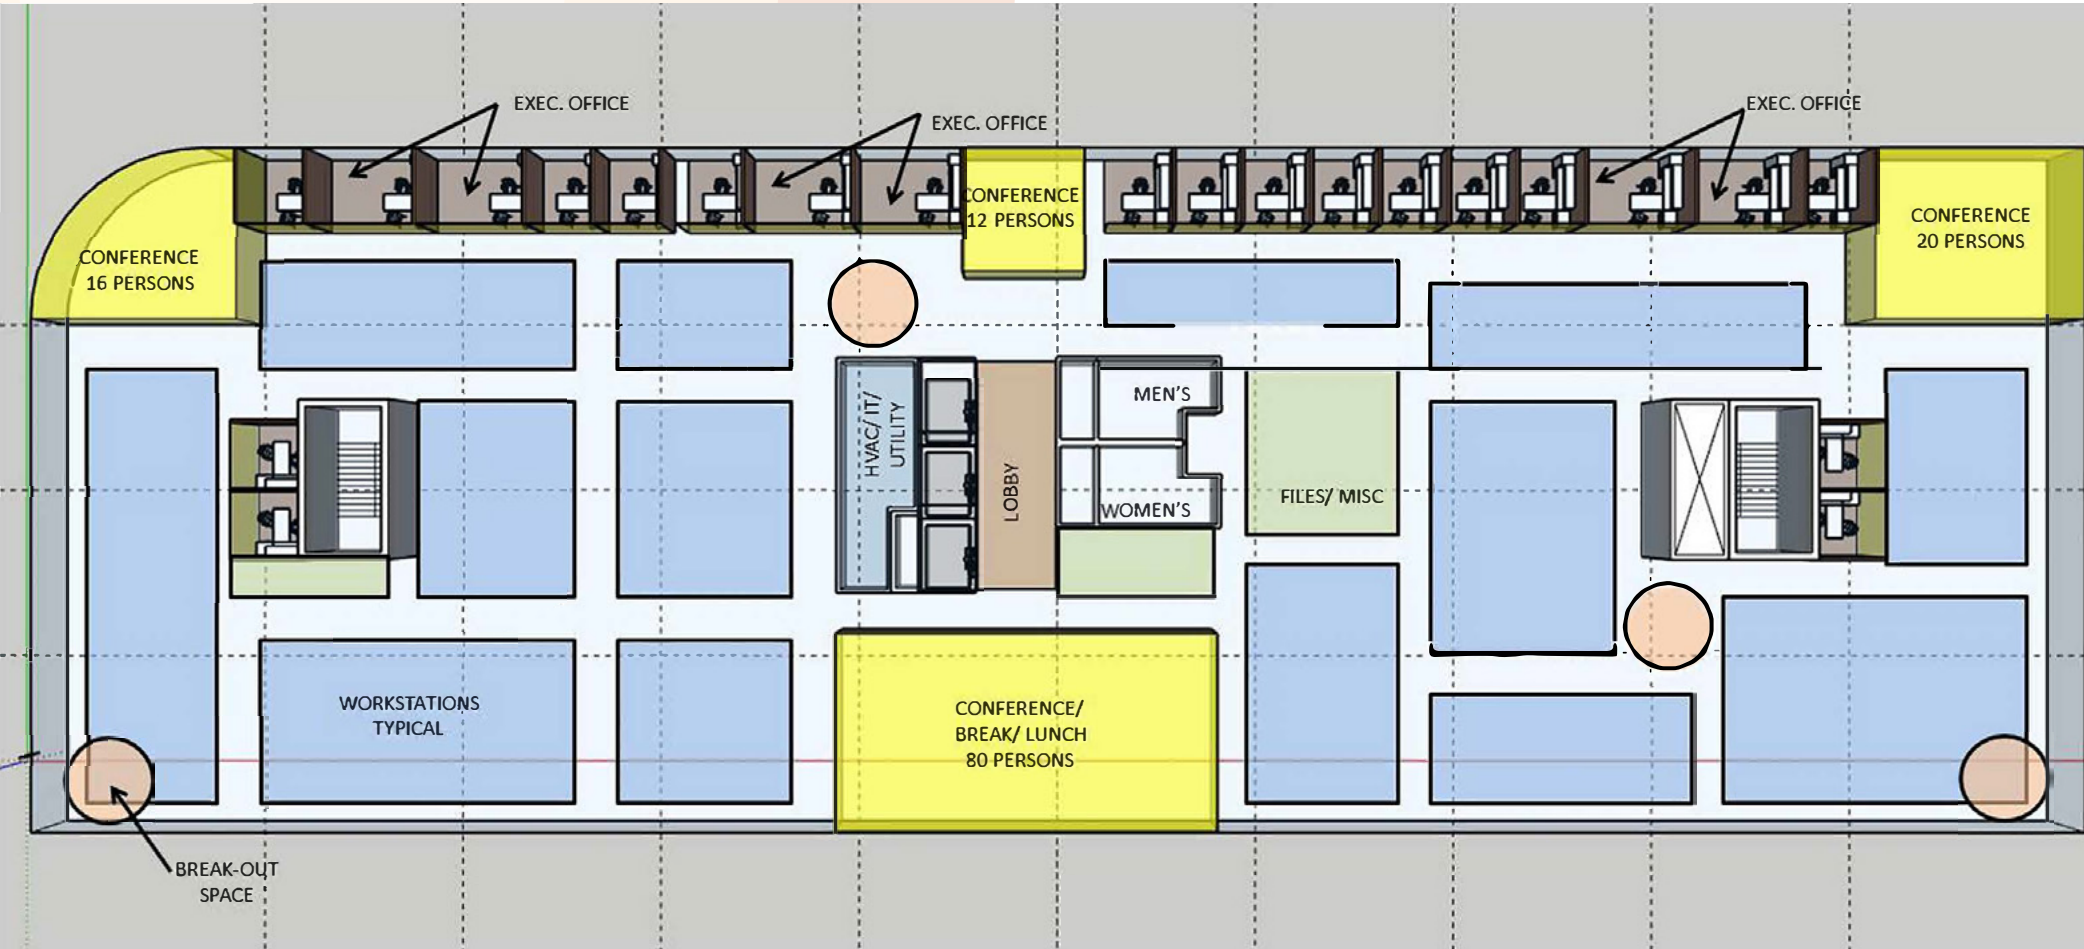 EXEC. OFFICE
EXEC. OFFICE
EXEC. OFFICE
CONFERENCE
16 PERSONS
CONFERENCE
12 PERSONS
CONFERENCE
20 PERSONS
HVAC/ IT/
UTILITY
LOBBY
MEN'S
WOMEN'S
FILES/ MISC
WORKSTATIONS
TYPICAL
CONFERENCE/
BREAK/ LUNCH
80 PERSONS
BREAK-OUT
SPACE